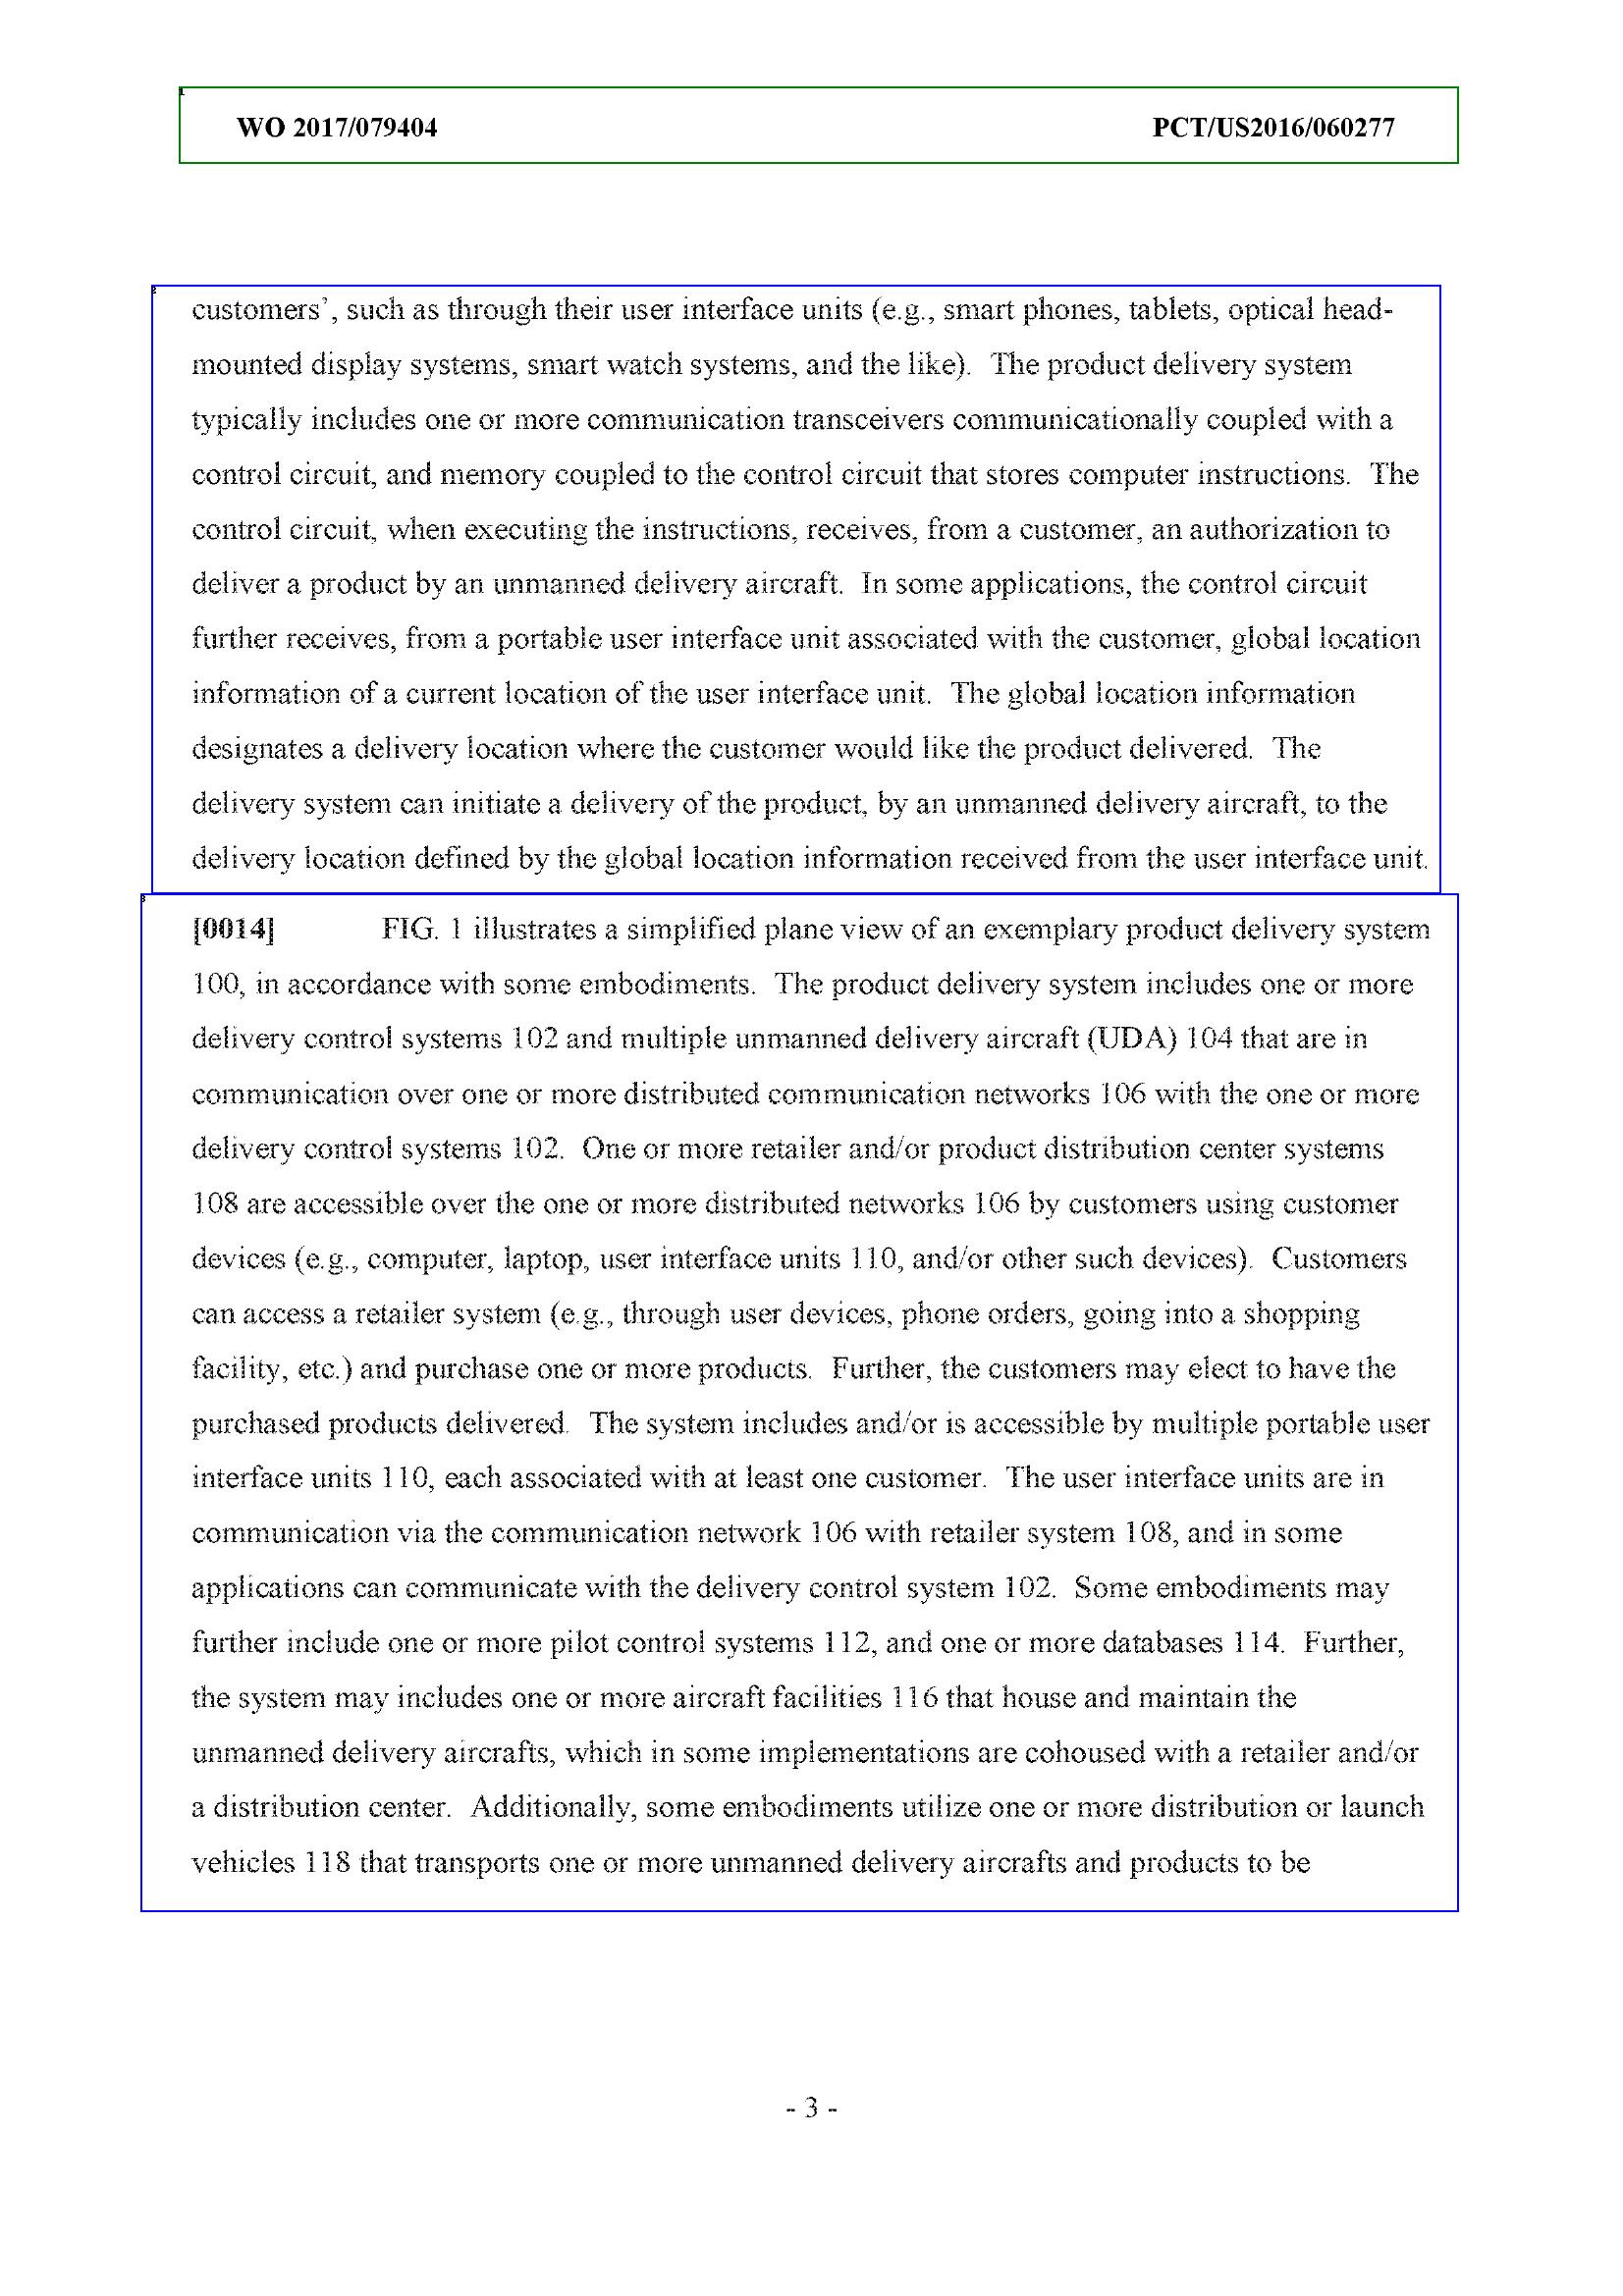 WO 2017/079404 PCT/US2016/060277
customers', such as through their user interface units (e.g., smart phones, tablets, optical head-
mounted display systems, smart watch systems, and the like).  The product delivery system
typically includes one or more communication transceivers communicationally coupled with a
control circuit, and memory coupled to the control circuit that stores computer instructions.  The
control circuit, when executing the instructions, receives, from a customer, an authorization to
deliver a product by an unmanned delivery aircraft.  In some applications, the control circuit
further receives, from a portable user interface unit associated with the customer, global location
information of a current location of the user interface unit.  The global location information
designates a delivery location where the customer would like the product delivered.  The
delivery system can initiate a delivery of the product, by an unmanned delivery aircraft, to the
delivery location defined by the global location information received from the user interface unit.
[0014] FIG. 1 illustrates a simplified plane view of an exemplary product delivery system
100, in accordance with some embodiments.  The product delivery system includes one or more
delivery control systems 102 and multiple unmanned delivery aircraft (UDA) 104 that are in
communication over one or more distributed communication networks 106 with the one or more
delivery control systems 102.  One or more retailer and/or product distribution center systems
108 are accessible over the one or more distributed networks 106 by customers using customer
devices (e.g., computer, laptop, user interface units 110, and/or other such devices).  Customers
can access a retailer system (e.g., through user devices, phone orders, going into a shopping
facility, etc.) and purchase one or more products.  Further, the customers may elect to have the
purchased products delivered.  The system includes and/or is accessible by multiple portable user
interface units 110, each associated with at least one customer.  The user interface units are in
communication via the communication network 106 with retailer system 108, and in some
applications can communicate with the delivery control system 102.  Some embodiments may
further include one or more pilot control systems 112, and one or more databases 114.  Further,
the system may includes one or more aircraft facilities 116 that house and maintain the
unmanned delivery aircrafts, which in some implementations are cohoused with a retailer and/or
a distribution center.  Additionally, some embodiments utilize one or more distribution or launch
vehicles 118 that transports one or more unmanned delivery aircrafts and products to be
- 3 -